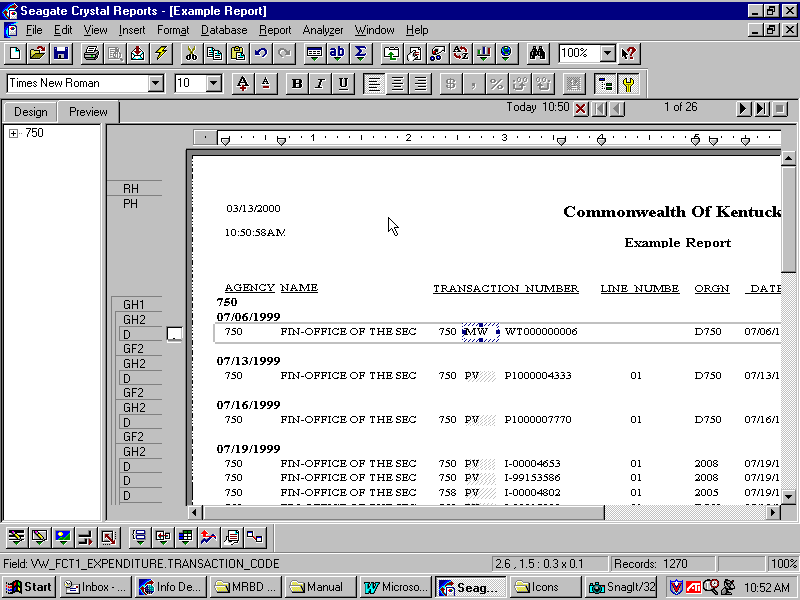 Seagate Crystal Reports - [Example Report]
File Edit View Insert Format Database Report Analyzer Window Help
100%
Times New Roman 10 B I U $ , %
Design Preview Today 10:50 1 of 26
750
1 2 3 4 5
RH
PH
03/13/2000 Commonwealth Of Kentuck
10:50:58AM
Example Report
AGENCY NAME TRANSACTION NUMBER LINE NUMBE ORGN DATE
GH1 750
GH2 07/06/1999
D 750 FIN-OFFICE OF THE SEC 750 MW WT000000006 D750 07/06/1
GF2
GH2 07/13/1999
D 750 FIN-OFFICE OF THE SEC 750 PV P1000004333 01 D750 07/13/1
GF2
GH2 07/16/1999
D 750 FIN-OFFICE OF THE SEC 750 PV P1000007770 01 D750 07/16/1
GF2
GH2 07/19/1999
D 750 FIN-OFFICE OF THE SEC 750 PV I-00004653 01 2008 07/19/1
D 750 FIN-OFFICE OF THE SEC 750 PV I-99153586 01 2008 07/19/1
D 750 FIN-OFFICE OF THE SEC 758 PV I-00004802 01 2005 07/19/1
Field: VW_FCT1_EXPENDITURE.TRANSACTION_CODE 2.6 , 1.5 : 0.3 x 0.1 Records: 1270 100%
Start Inbox - ... Info De... MRBD ... Manual Microso... Seag... Icons SnagIt/32 10:52 AM